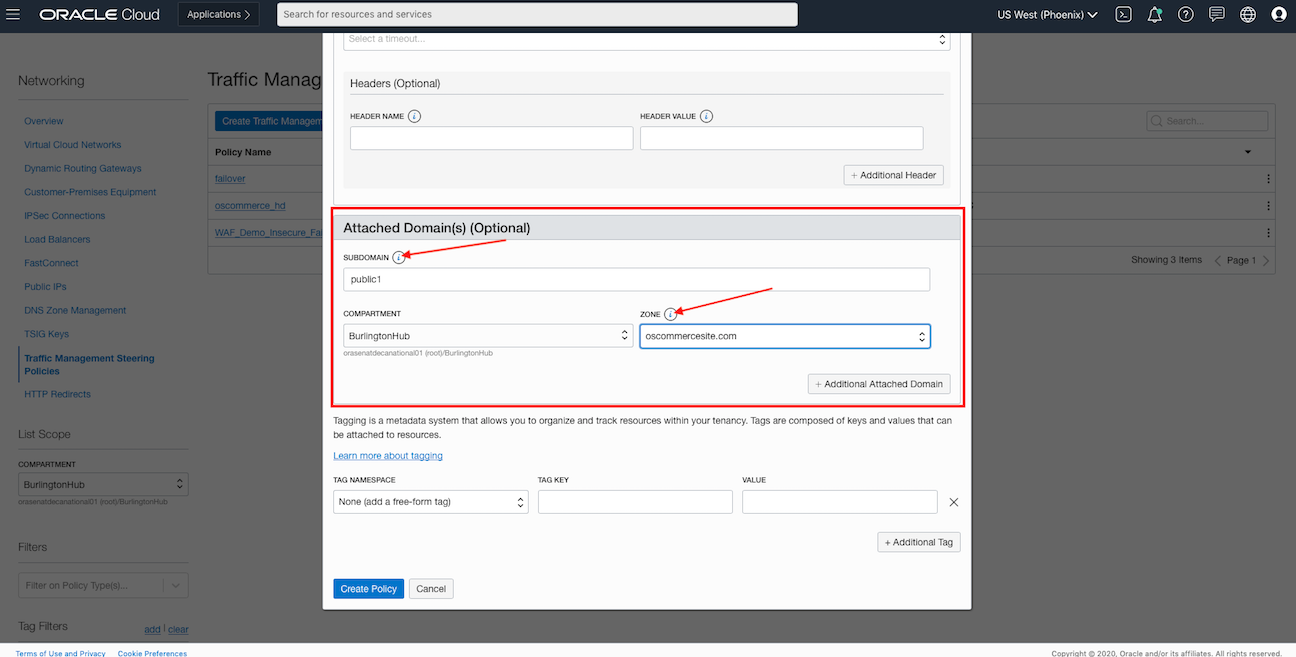 ORACLE Cloud
Applications >
Search for resources and services
US West (Phoenix)
Select a timeout...
Networking
Overview
Virtual Cloud Networks
Dynamic Routing Gateways
Customer-Premises Equipment
IPSec Connections
Load Balancers
FastConnect
Public IPs
DNS Zone Management
TSIG Keys
Traffic Management Steering
Policies
HTTP Redirects
List Scope
COMPARTMENT
BurlingtonHub
orasenatdecanational01 (root)/BurlingtonHub
Filters
Filter on Policy Type(s)...
Tag Filters
add | clear
Traffic Manag
Create Traffic Managem
Search...
Policy Name
failover
oscommerce_hd
WAF_Demo_Insecure_Fai
Showing 3 Items < Page 1 >
Headers (Optional)
HEADER NAME i
HEADER VALUE i
+ Additional Header
Attached Domain(s) (Optional)
SUBDOMAIN i
public1
COMPARTMENT
BurlingtonHub
orasenatdecanational01 (root)/BurlingtonHub
ZONE i
oscommercesite.com
+ Additional Attached Domain
Tagging is a metadata system that allows you to organize and track resources within your tenancy. Tags are composed of keys and values that can
be attached to resources.
Learn more about tagging
TAG NAMESPACE
None (add a free-form tag)
TAG KEY
VALUE
+ Additional Tag
Create Policy
Cancel
Terms of Use and Privacy
Cookie Preferences
Copyright © 2020, Oracle and/or its affiliates. All rights reserved.